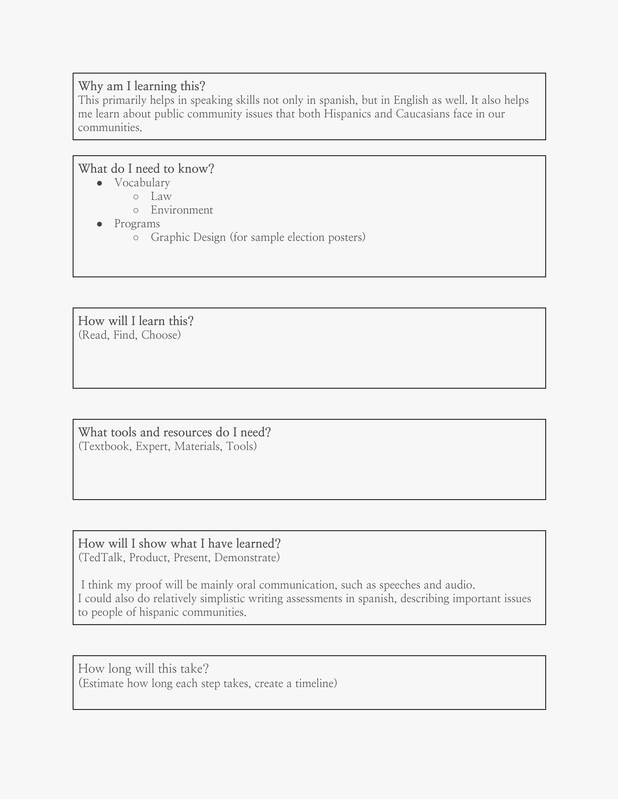 Why am I learning this?
This primarily helps in speaking skills not only in spanish, but in English as well. It also helps
me learn about public community issues that both Hispanics and Caucasians face in our
communities.
What do I need to know?
● Vocabulary
○ Law
○ Environment
● Programs
○ Graphic Design (for sample election posters)
How will I learn this?
(Read, Find, Choose)
What tools and resources do I need?
(Textbook, Expert, Materials, Tools)
How will I show what I have learned?
(TedTalk, Product, Present, Demonstrate)
I think my proof will be mainly oral communication, such as speeches and audio.
I could also do relatively simplistic writing assessments in spanish, describing important issues
to people of hispanic communities.
How long will this take?
(Estimate how long each step takes, create a timeline)